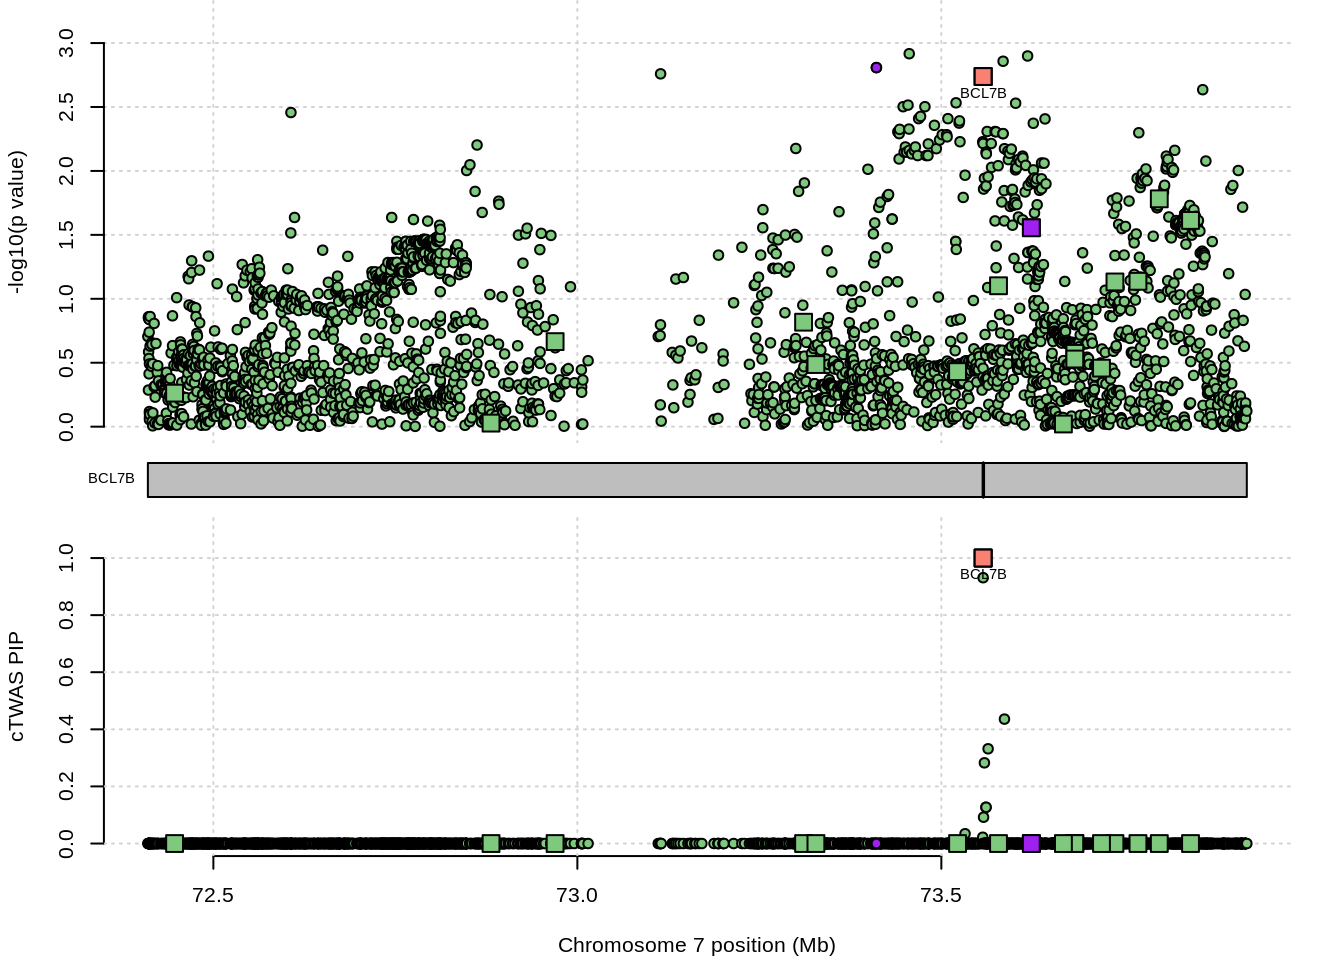 3.0
2.5
2.0
1.5
1.0
0.5
0.0
-log10(p value)
BCL7B
BCL7B
1.0
0.8
0.6
0.4
0.2
0.0
cTWAS PIP
BCL7B
72.5 73.0 73.5
Chromosome 7 position (Mb)